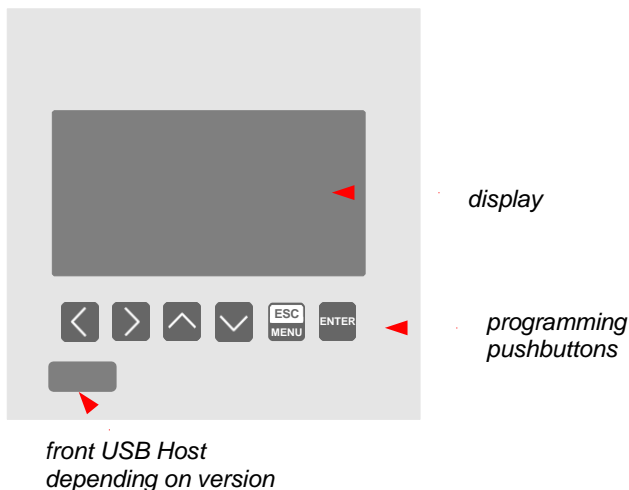 display
ESC
MENU
ENTER
programming
pushbuttons
front USB Host
depending on version